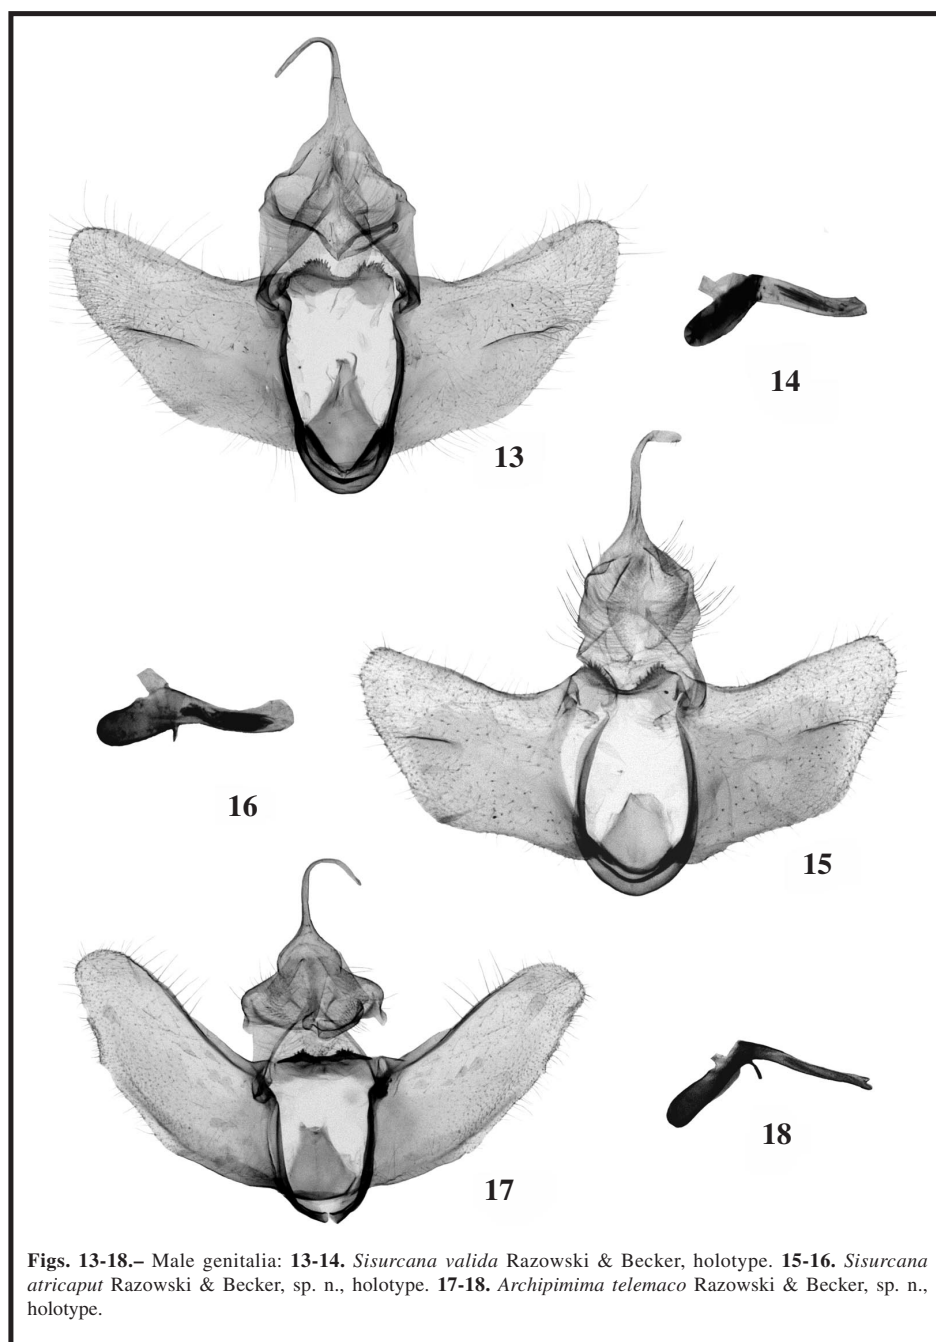 13
14
15
16
17
18
Figs. 13-18.– Male genitalia: 13-14. Sisurcana valida Razowski & Becker, holotype. 15-16. Sisurcana
atricaput Razowski & Becker, sp. n., holotype. 17-18. Archipimima telemaco Razowski & Becker, sp. n.,
holotype.